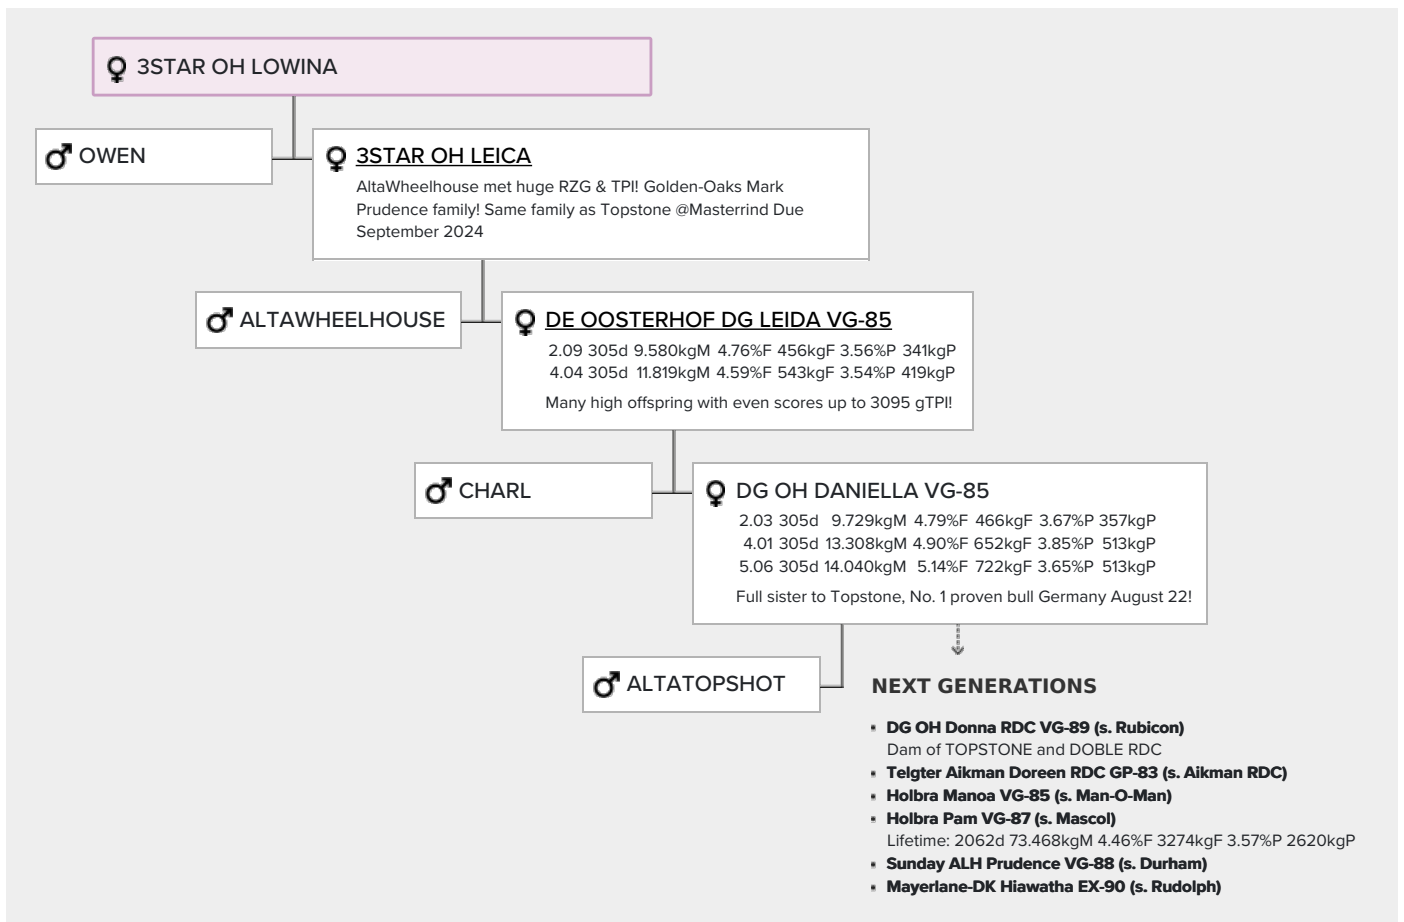 3STAR OH LOWINA
OWEN
3STAR OH LEICA
AltaWheelhouse met huge RZG & TPI! Golden-Oaks Mark
Prudence family! Same family as Topstone @Masterrind Due
September 2024
ALTAWHEELHOUSE
DE OOSTERHOF DG LEIDA VG-85
2.09 305d 9.580kgM 4.76%F 456kgF 3.56%P 341kgP
4.04 305d 11.819kgM 4.59%F 543kgF 3.54%P 419kgP
Many high offspring with even scores up to 3095 gTPI!
CHARL
DG OH DANIELLA VG-85
2.03 305d 9.729kgM 4.79%F 466kgF 3.67%P 357kgP
4.01 305d 13.308kgM 4.90%F 652kgF 3.85%P 513kgP
5.06 305d 14.040kgM 5.14%F 722kgF 3.65%P 513kgP
Full sister to Topstone, No. 1 proven bull Germany August 22!
ALTATOPSHOT
NEXT GENERATIONS
DG OH Donna RDC VG-89 (s. Rubicon)
Dam of TOPSTONE and DOBLE RDC
Telgter Aikman Doreen RDC GP-83 (s. Aikman RDC)
Holbra Manoa VG-85 (s. Man-O-Man)
Holbra Pam VG-87 (s. Mascol)
Lifetime: 2062d 73.468kgM 4.46%F 3274kgF 3.57%P 2620kgP
Sunday ALH Prudence VG-88 (s. Durham)
Mayerlane-DK Hiawatha EX-90 (s. Rudolph)